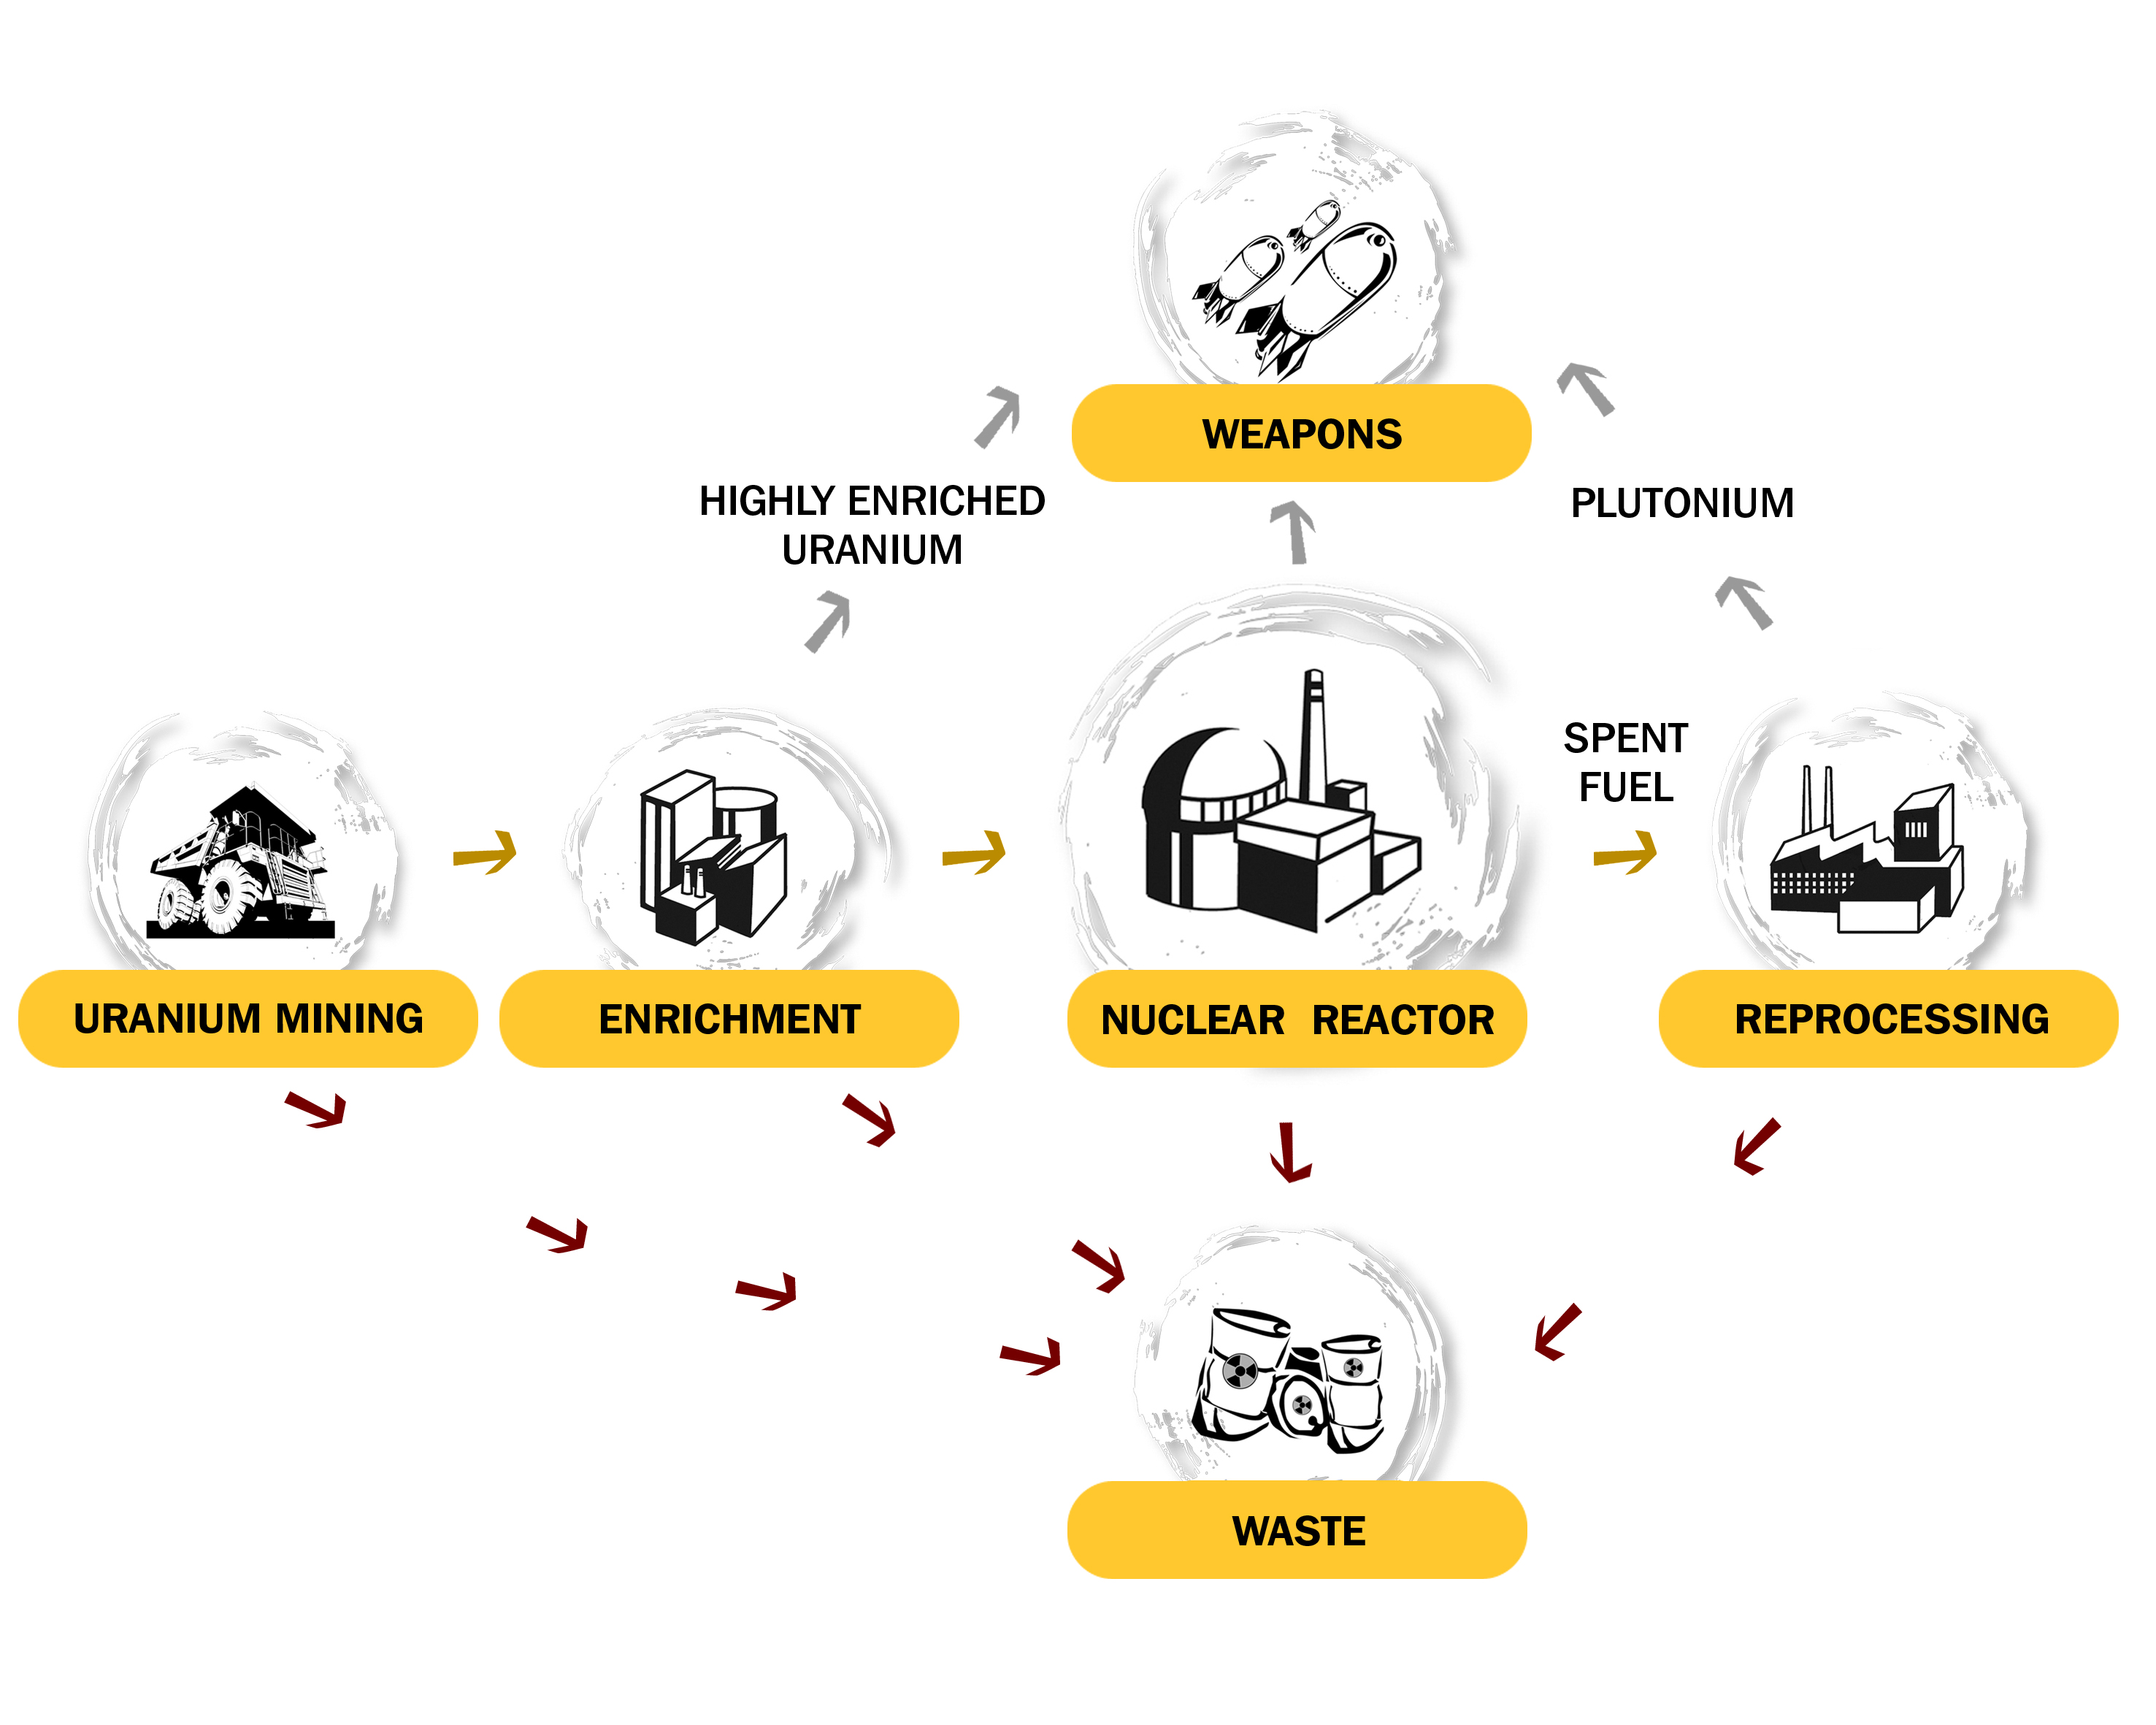 WEAPONS
HIGHLY ENRICHED
URANIUM
PLUTONIUM
SPENT
FUEL
URANIUM MINING
ENRICHMENT
NUCLEAR REACTOR
REPROCESSING
WASTE